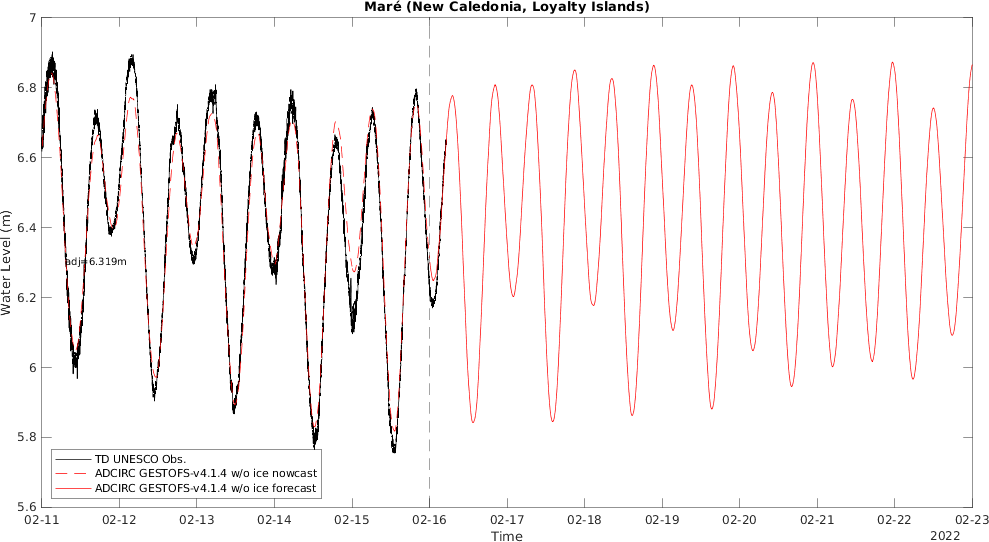 Maré (New Caledonia, Loyalty Islands)
Water Level (m)
7
6.8
6.6
6.4
6.2
6
5.8
5.6
adj=6.319m
TD UNESCO Obs.
ADCIRC GESTOFS-v4.1.4 w/o ice nowcast
ADCIRC GESTOFS-v4.1.4 w/o ice forecast
02-11 02-12 02-13 02-14 02-15 02-16 02-17 02-18 02-19 02-20 02-21 02-22 02-23
Time
2022